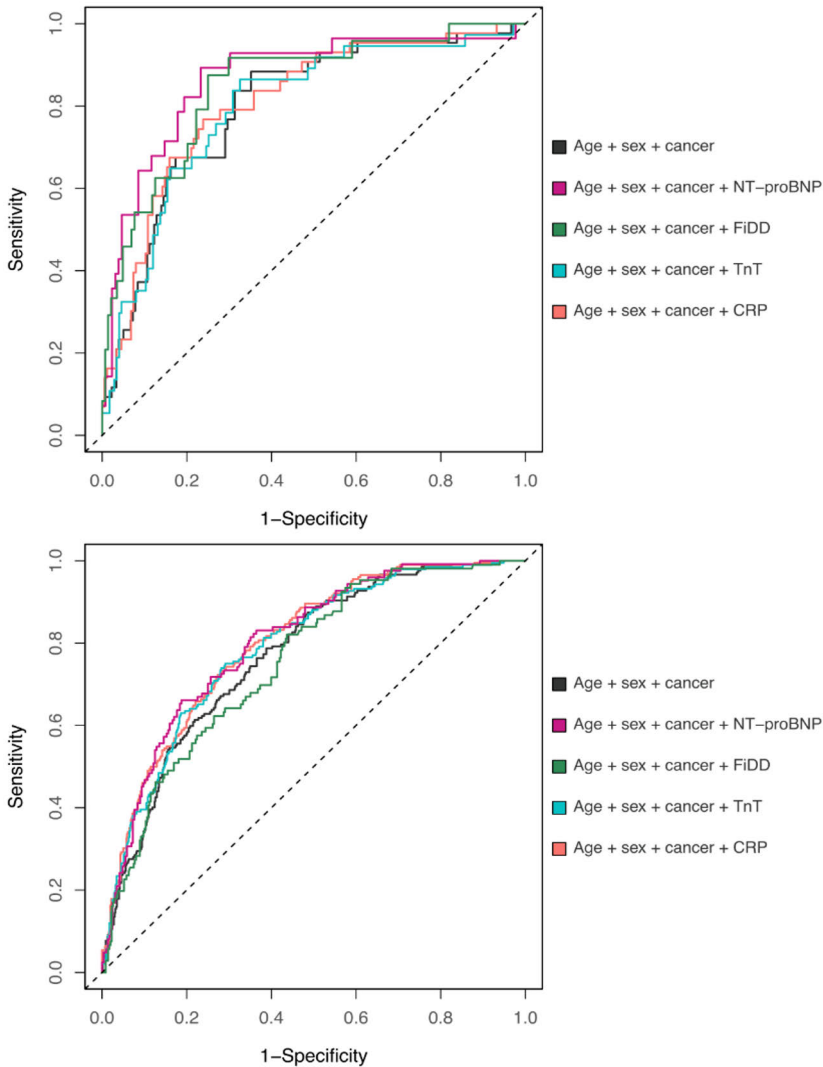 1.0
0.8
0.6
0.4
0.2
0.0
Sensitivity
0.0 0.2 0.4 0.6 0.8 1.0
1−Specificity
Age + sex + cancer
Age + sex + cancer + NT−proBNP
Age + sex + cancer + FiDD
Age + sex + cancer + TnT
Age + sex + cancer + CRP
1.0
0.8
0.6
0.4
0.2
0.0
Sensitivity
0.0 0.2 0.4 0.6 0.8 1.0
1−Specificity
Age + sex + cancer
Age + sex + cancer + NT−proBNP
Age + sex + cancer + FiDD
Age + sex + cancer + TnT
Age + sex + cancer + CRP